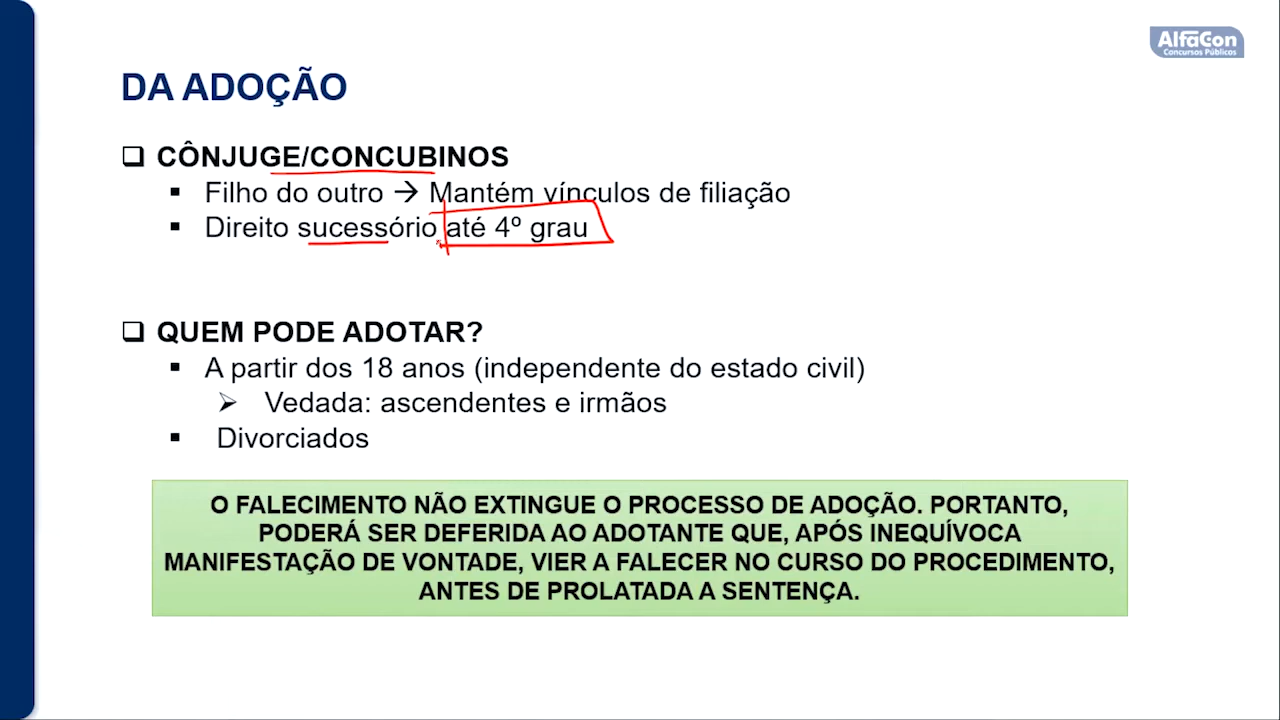 AlfaCon
Concursos Públicos
DA ADOÇÃO
CÔNJUGE/CONCUBINOS
Filho do outro → Mantém vínculos de filiação
Direito sucessório até 4º grau
QUEM PODE ADOTAR?
A partir dos 18 anos (independente do estado civil)
Vedada: ascendentes e irmãos
Divorciados
O FALECIMENTO NÃO EXTINGUE O PROCESSO DE ADOÇÃO. PORTANTO,
PODERÁ SER DEFERIDA AO ADOTANTE QUE, APÓS INEQUÍVOCA
MANIFESTAÇÃO DE VONTADE, VIER A FALECER NO CURSO DO PROCEDIMENTO,
ANTES DE PROLATADA A SENTENÇA.